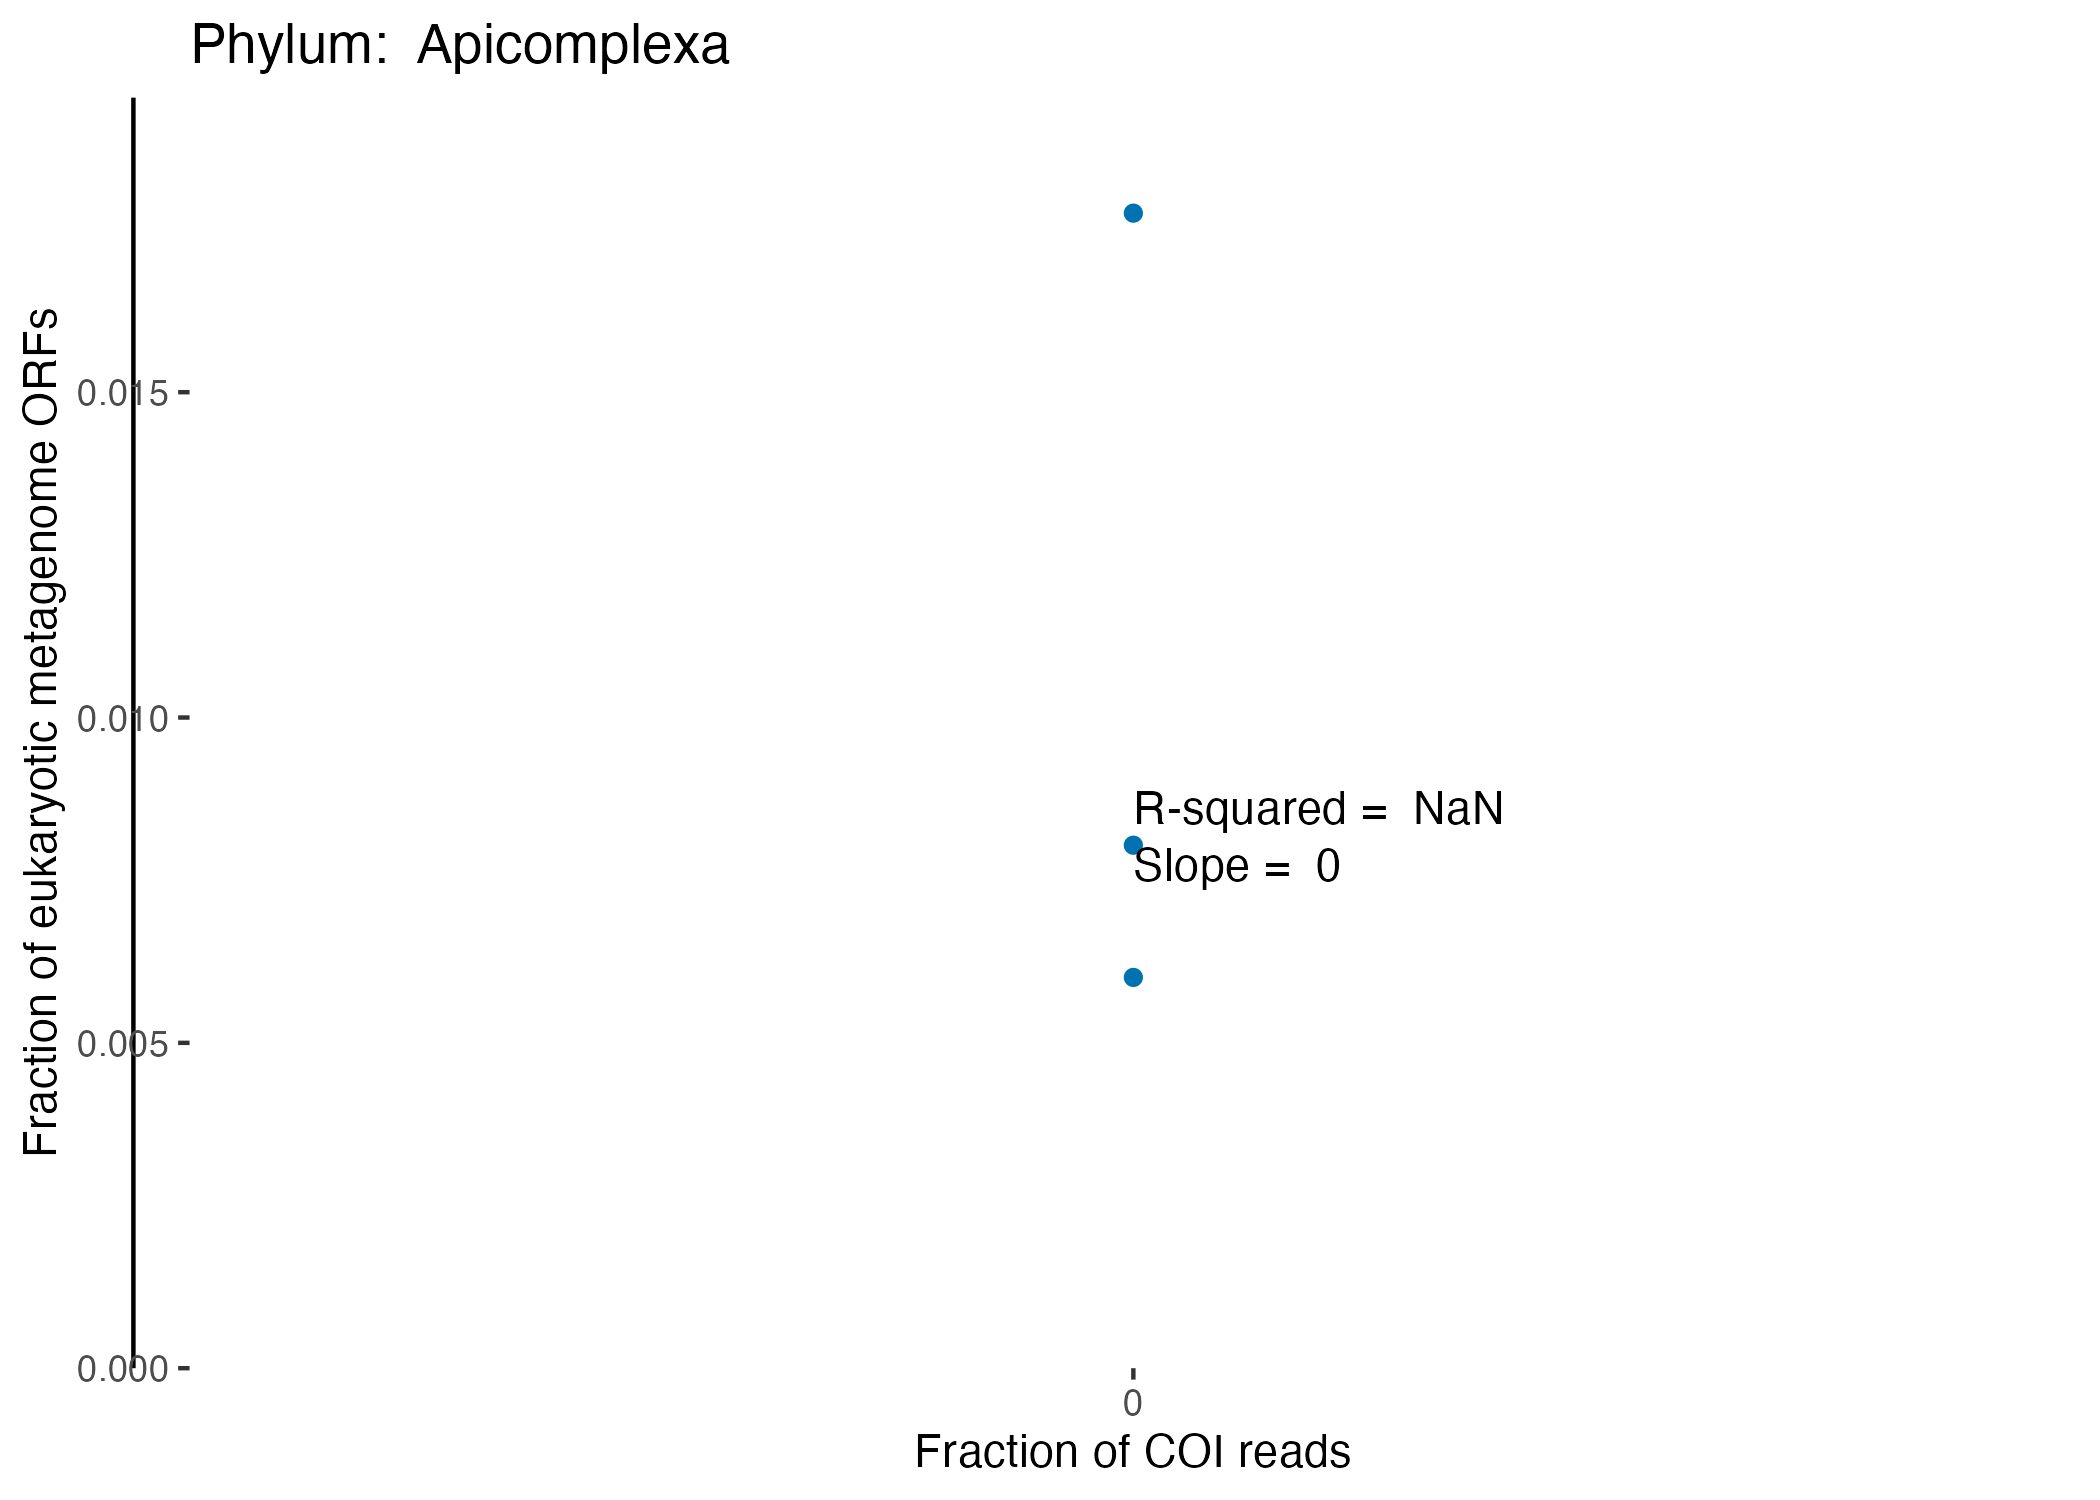 Phylum:  Apicomplexa
Fraction of eukaryotic metagenome ORFs
0.015
0.010
0.005
0.000
R-squared =  NaN
Slope =  0
0
Fraction of COI reads